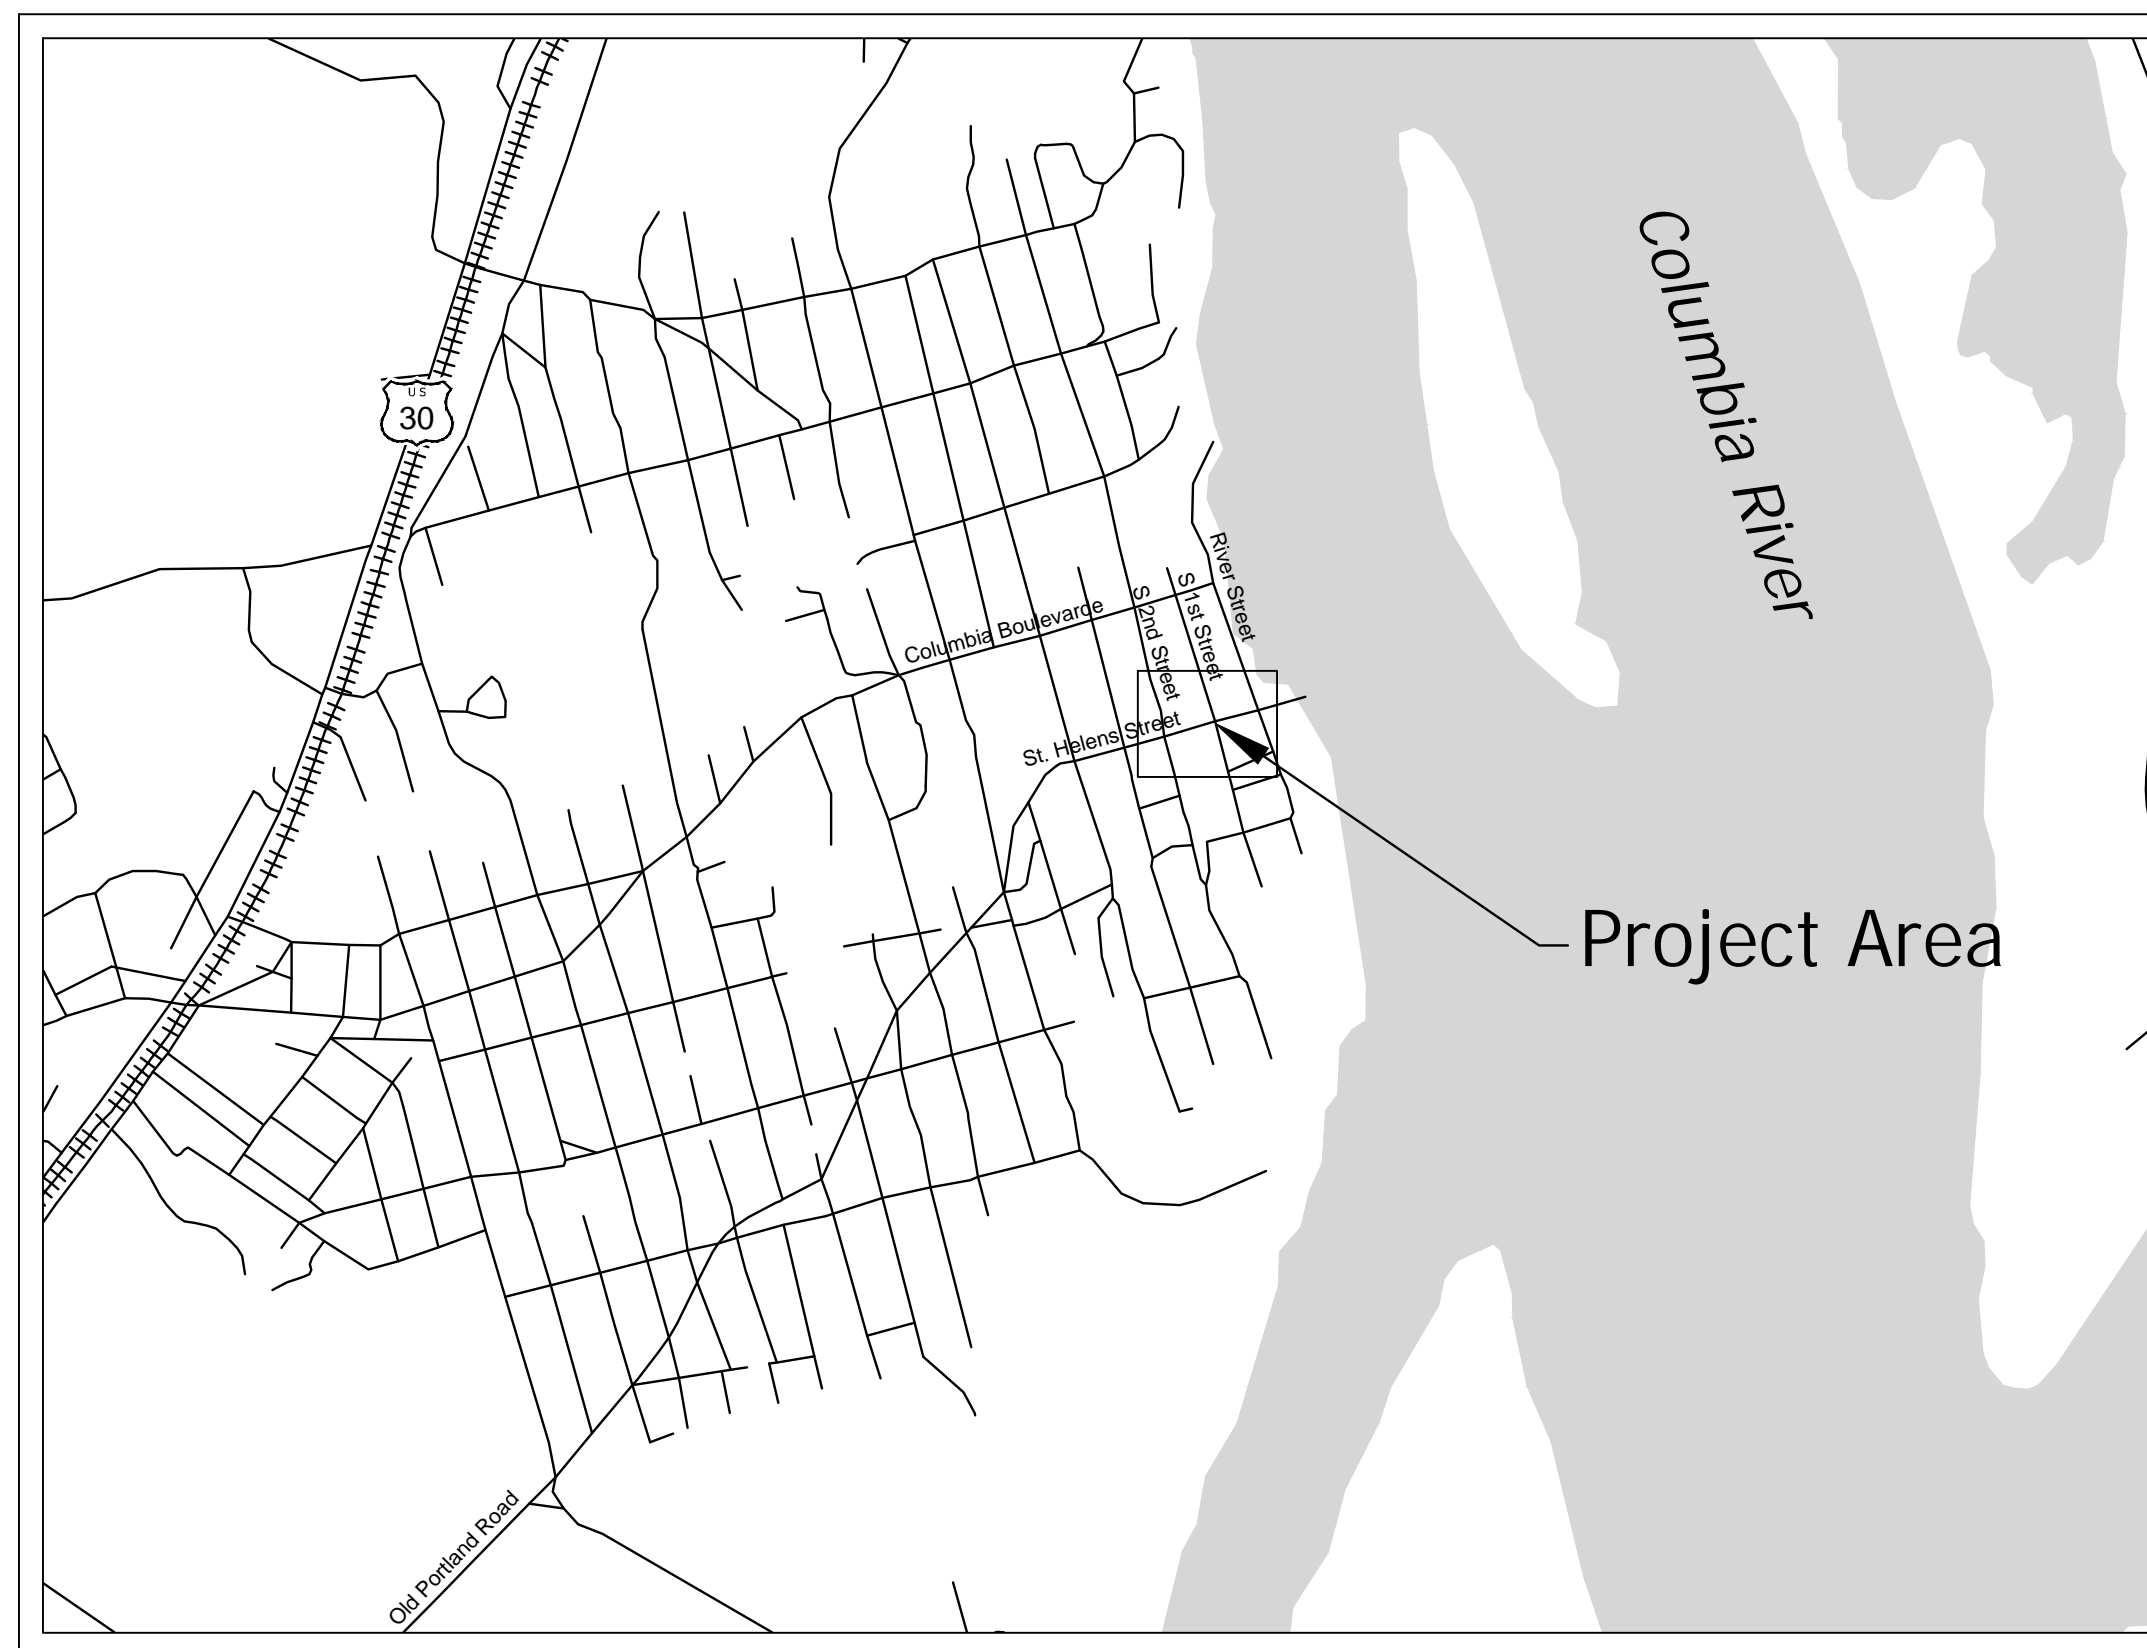 Columbia River
US
30
River Street
S 1st Street
S 2nd Street
Columbia Boulevarde
St. Helens Street
Project Area
Old Portland Road